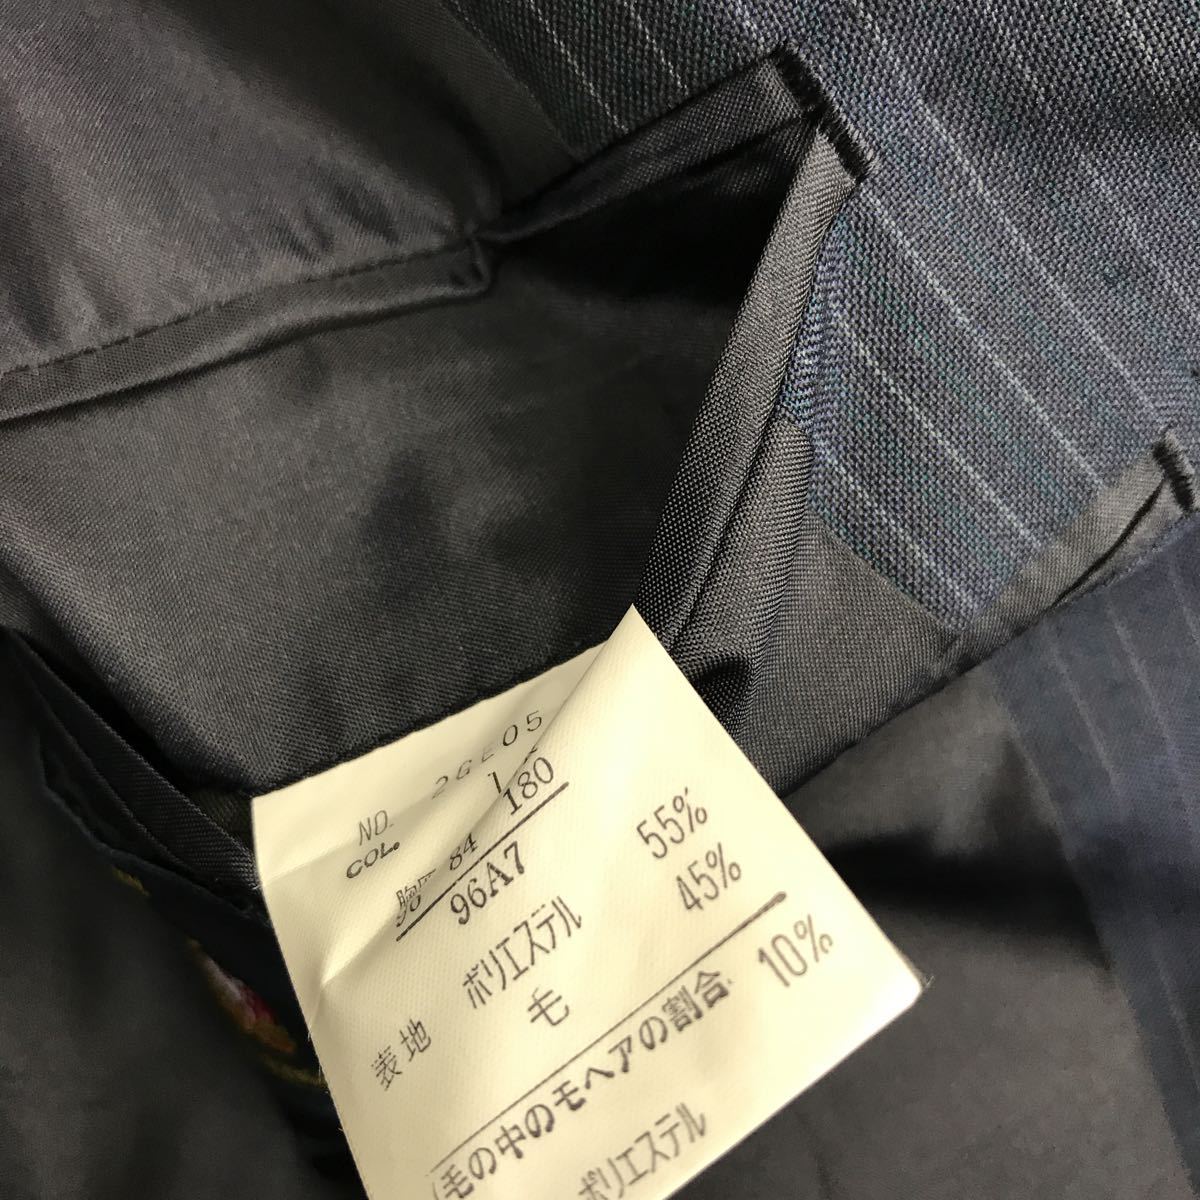 NO. 2GE05
COL. 1
胸 84 180
96A7
表地 ポリエステル 55%
毛 45%
毛の中のモヘアの割合 10%
ポリエステル